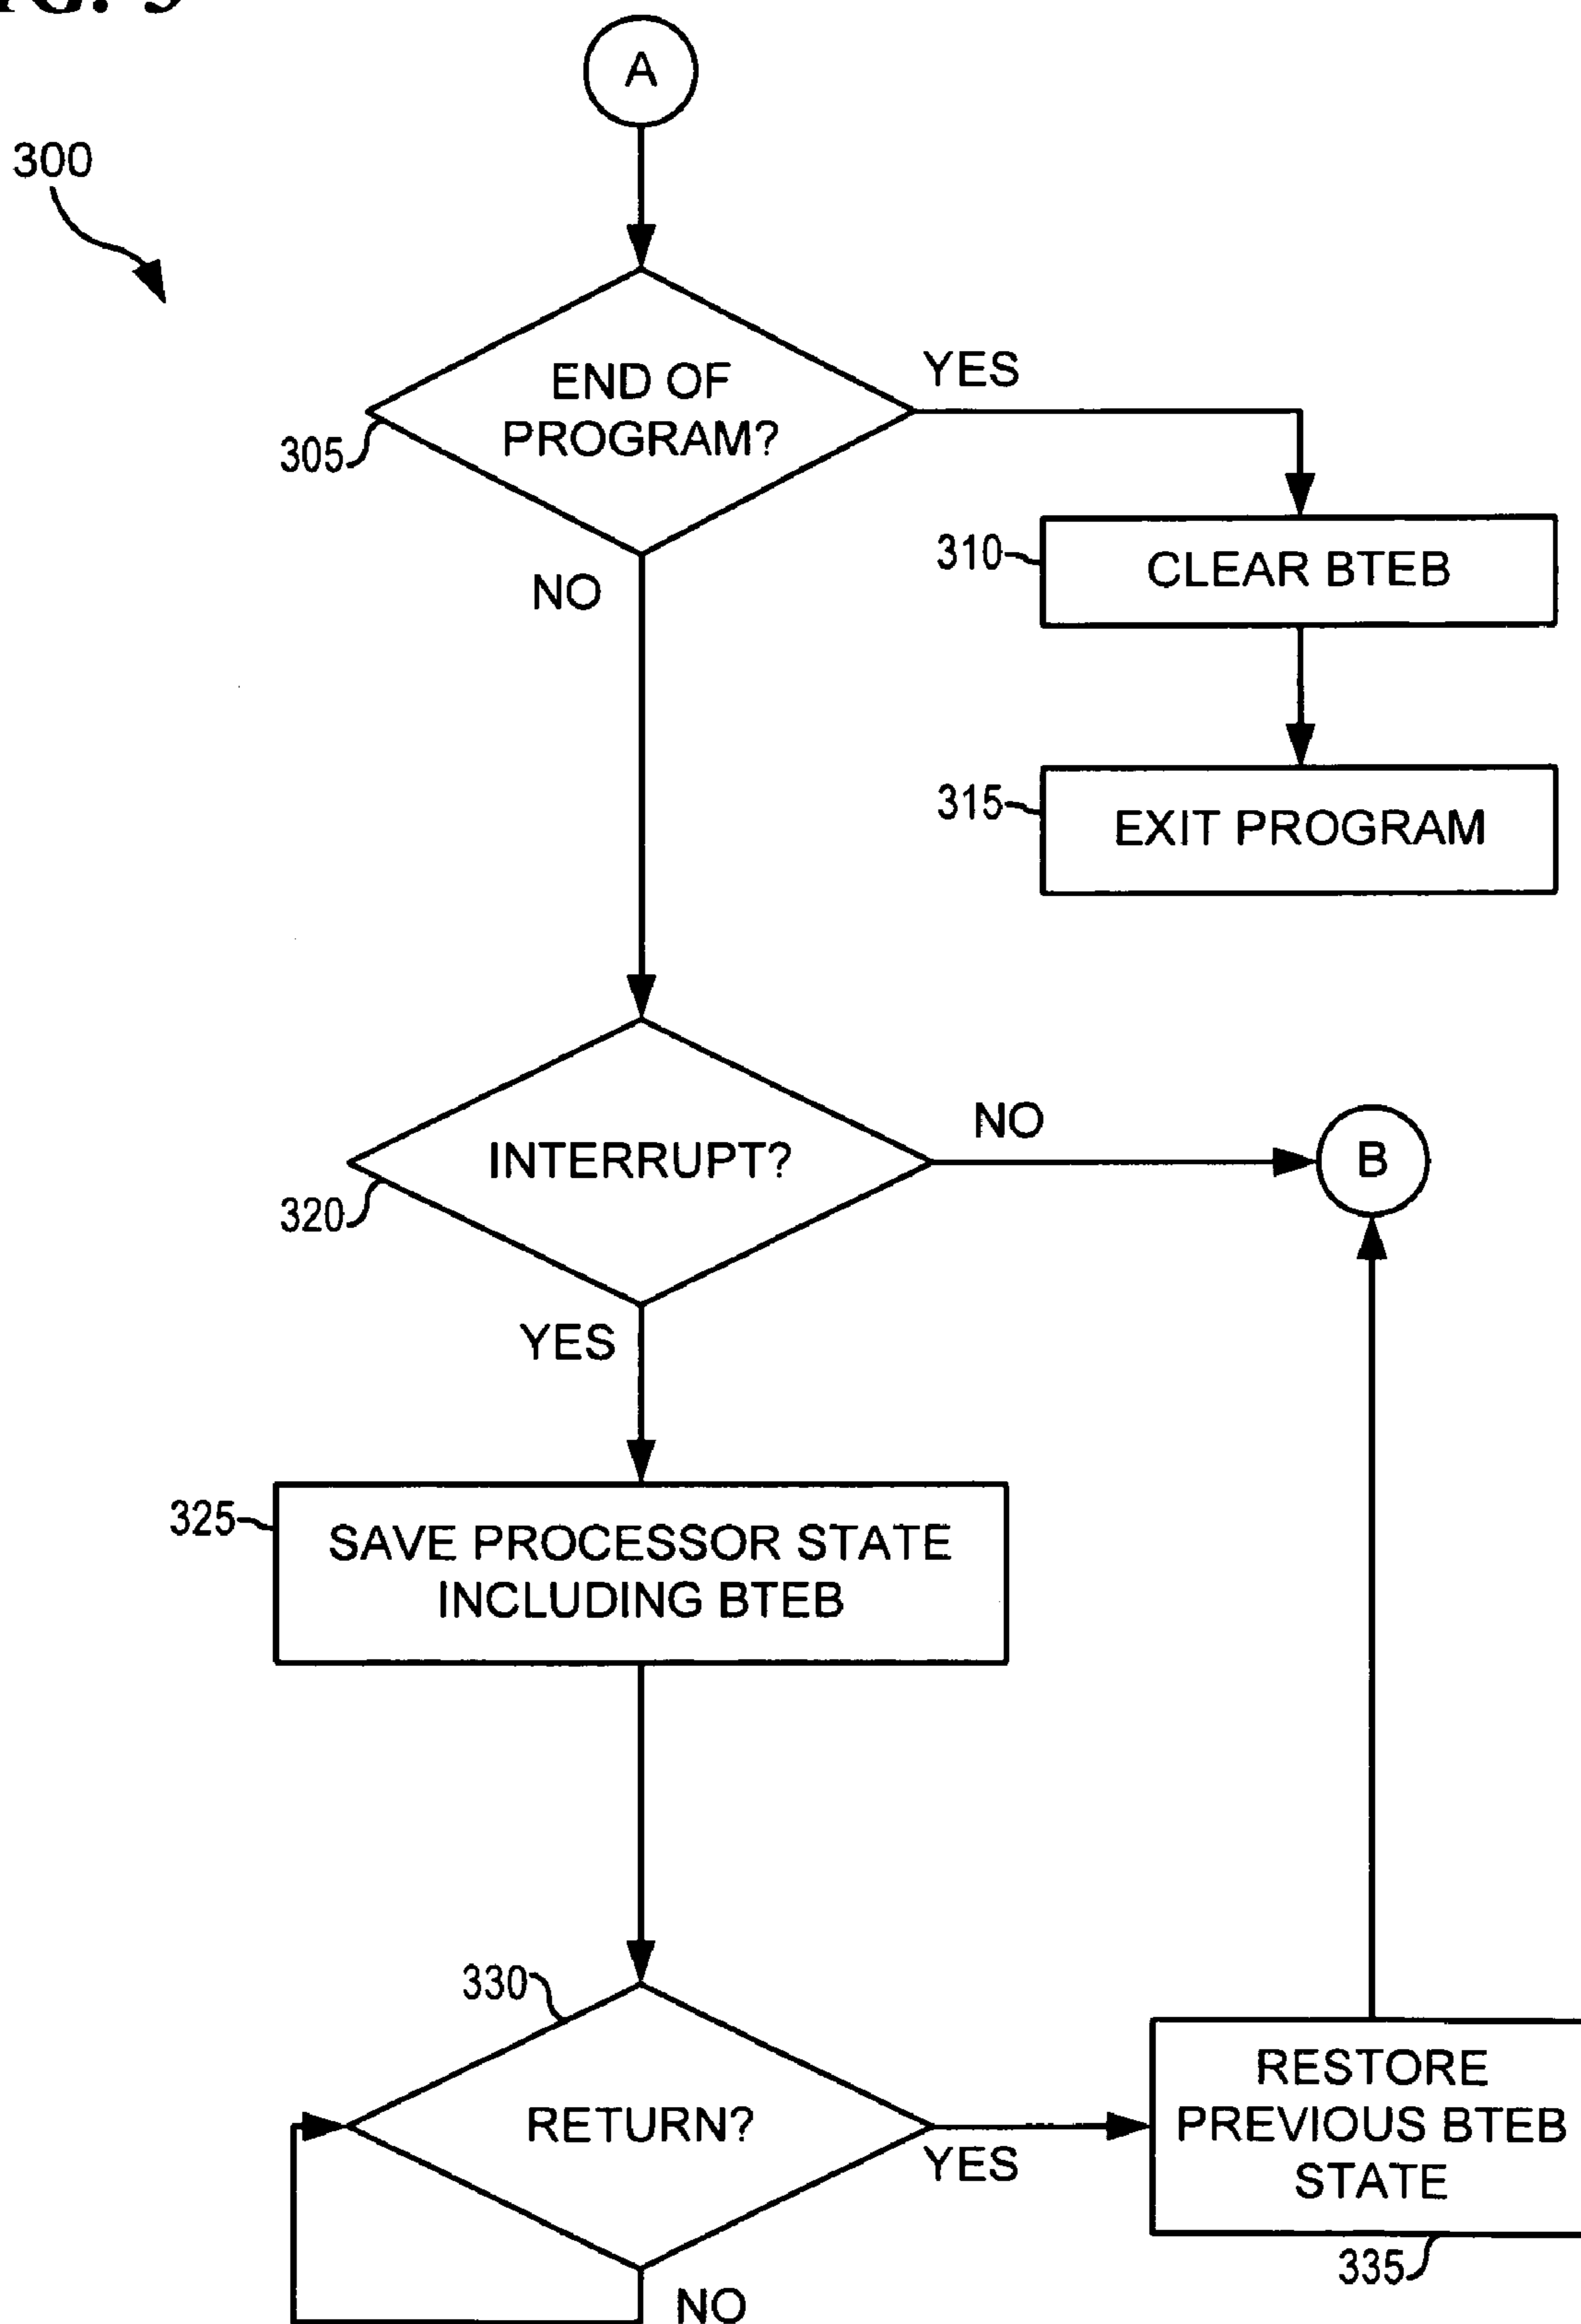 A
300
END OF
PROGRAM?
YES
305
310
CLEAR BTEB
NO
315
EXIT PROGRAM
INTERRUPT?
NO
B
320
YES
325
SAVE PROCESSOR STATE
INCLUDING BTEB
330
RETURN?
YES
RESTORE
PREVIOUS BTEB
STATE
335
NO